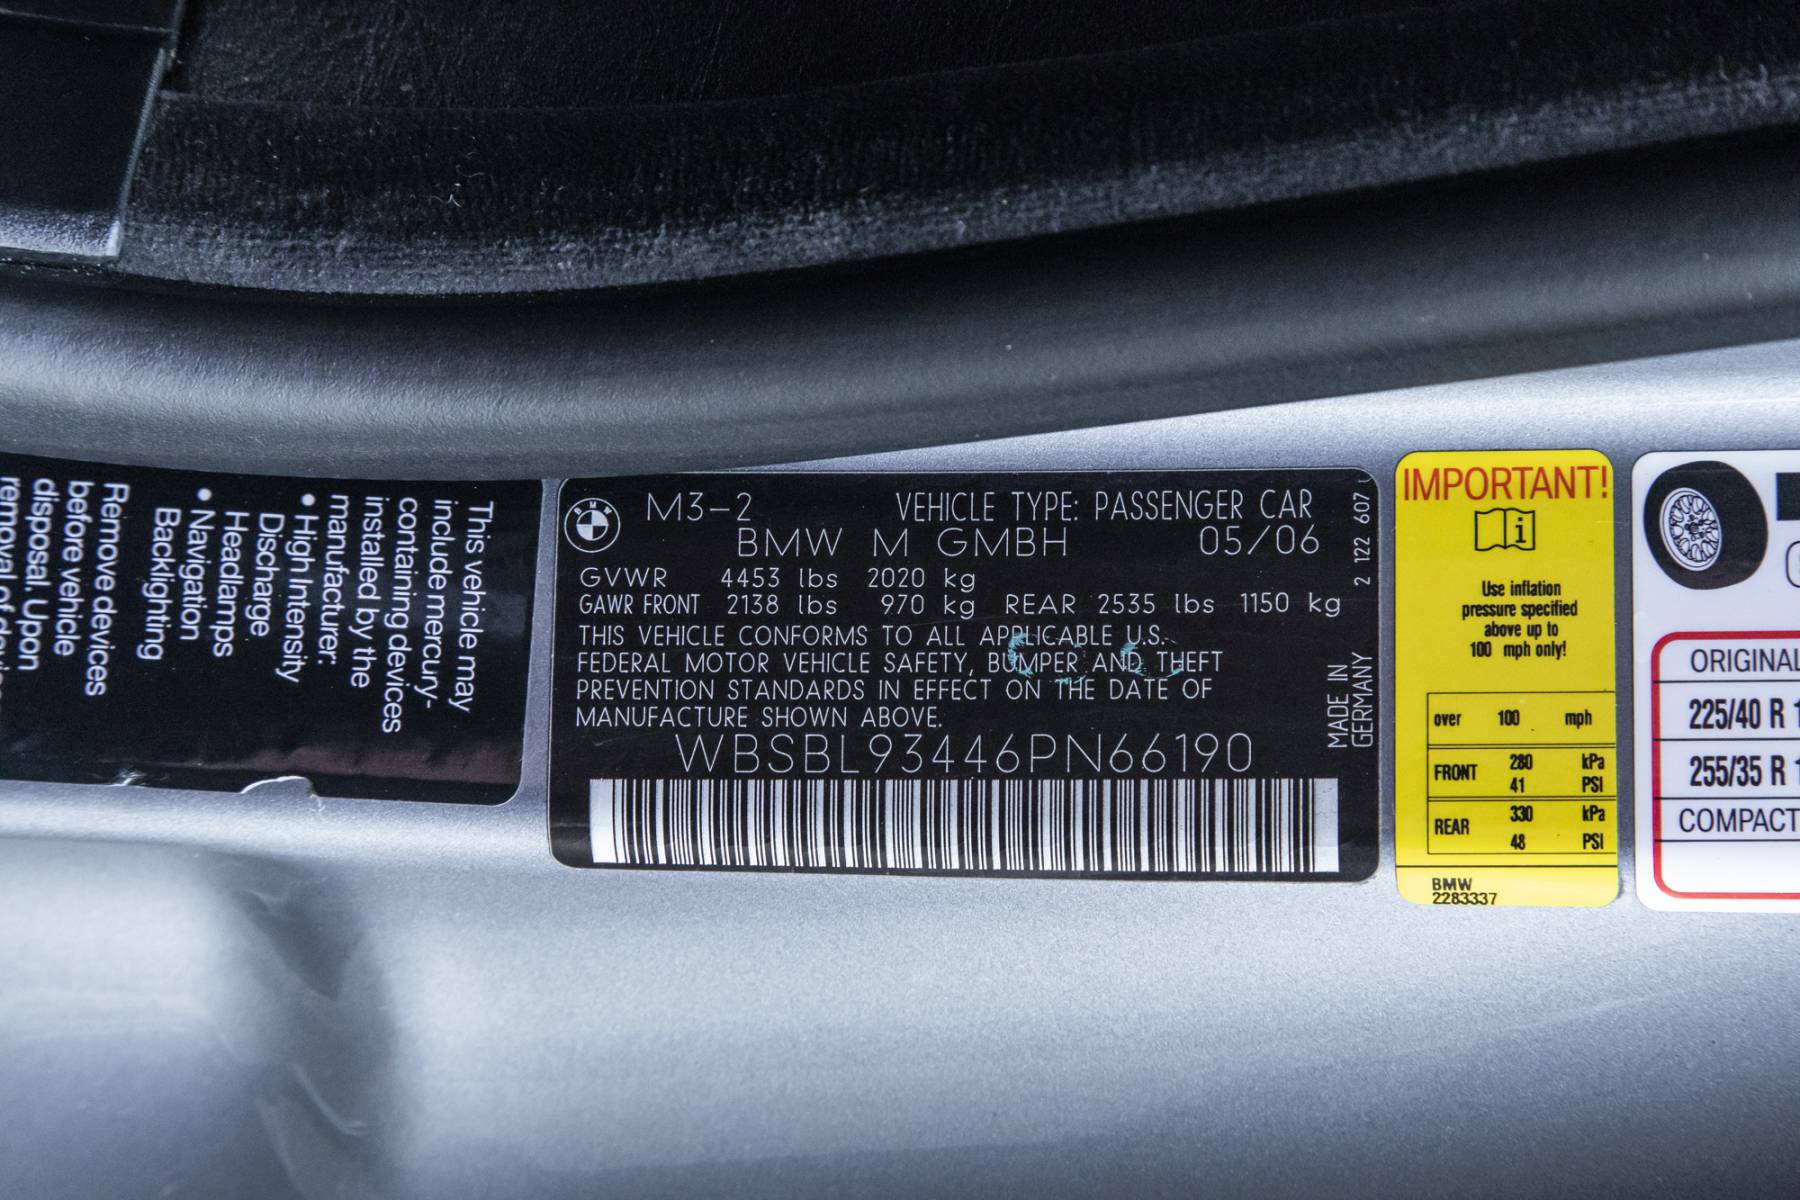 This vehicle may
include mercury-
containing devices
installed by the
manufacturer:
• High Intensity
Discharge
Headlamps
• Navigation
Backlighting
Remove devices
before vehicle
disposal. Upon
removal of
BMW
M3-2 VEHICLE TYPE: PASSENGER CAR
BMW M GMBH 05/06
GVWR 4453 lbs 2020 kg
GAWR FRONT 2138 lbs 970 kg REAR 2535 lbs 1150 kg
THIS VEHICLE CONFORMS TO ALL APPLICABLE U.S.
FEDERAL MOTOR VEHICLE SAFETY, BUMPER AND THEFT
PREVENTION STANDARDS IN EFFECT ON THE DATE OF
MANUFACTURE SHOWN ABOVE.
WBSBL93446PN66190
2 122 607
MADE IN
GERMANY
IMPORTANT!
i
Use inflation
pressure specified
above up to
100 mph only!
over 100 mph
FRONT 280 kPa
41 PSI
REAR 330 kPa
48 PSI
BMW
2283337
ORIGINAL
225/40 R 1
255/35 R 1
COMPACT